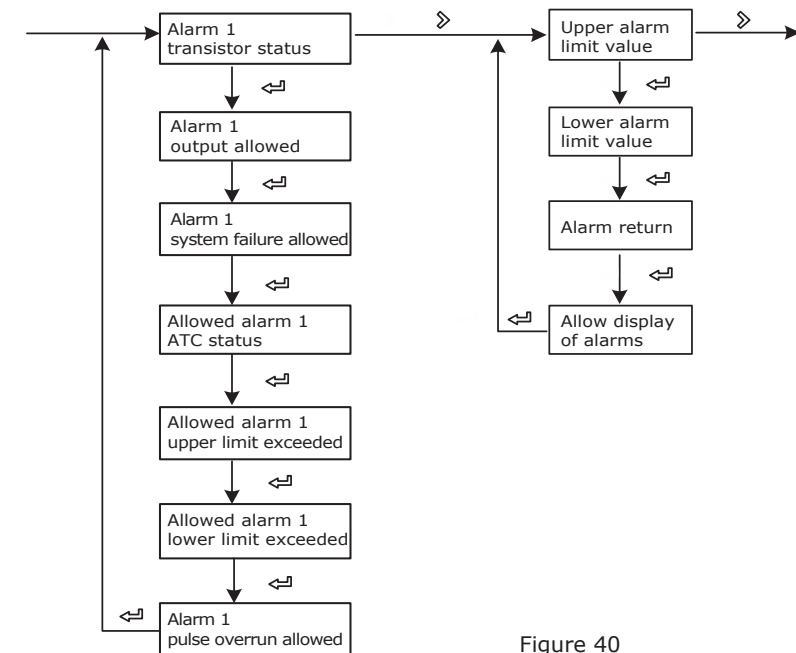 Alarm 1
transistor status
Alarm 1
output allowed
Alarm 1
system failure allowed
Allowed alarm 1
ATC status
Allowed alarm 1
upper limit exceeded
Allowed alarm 1
lower limit exceeded
Alarm 1
pulse overrun allowed
Upper alarm
limit value
Lower alarm
limit value
Alarm return
Allow display
of alarms
Figure 40